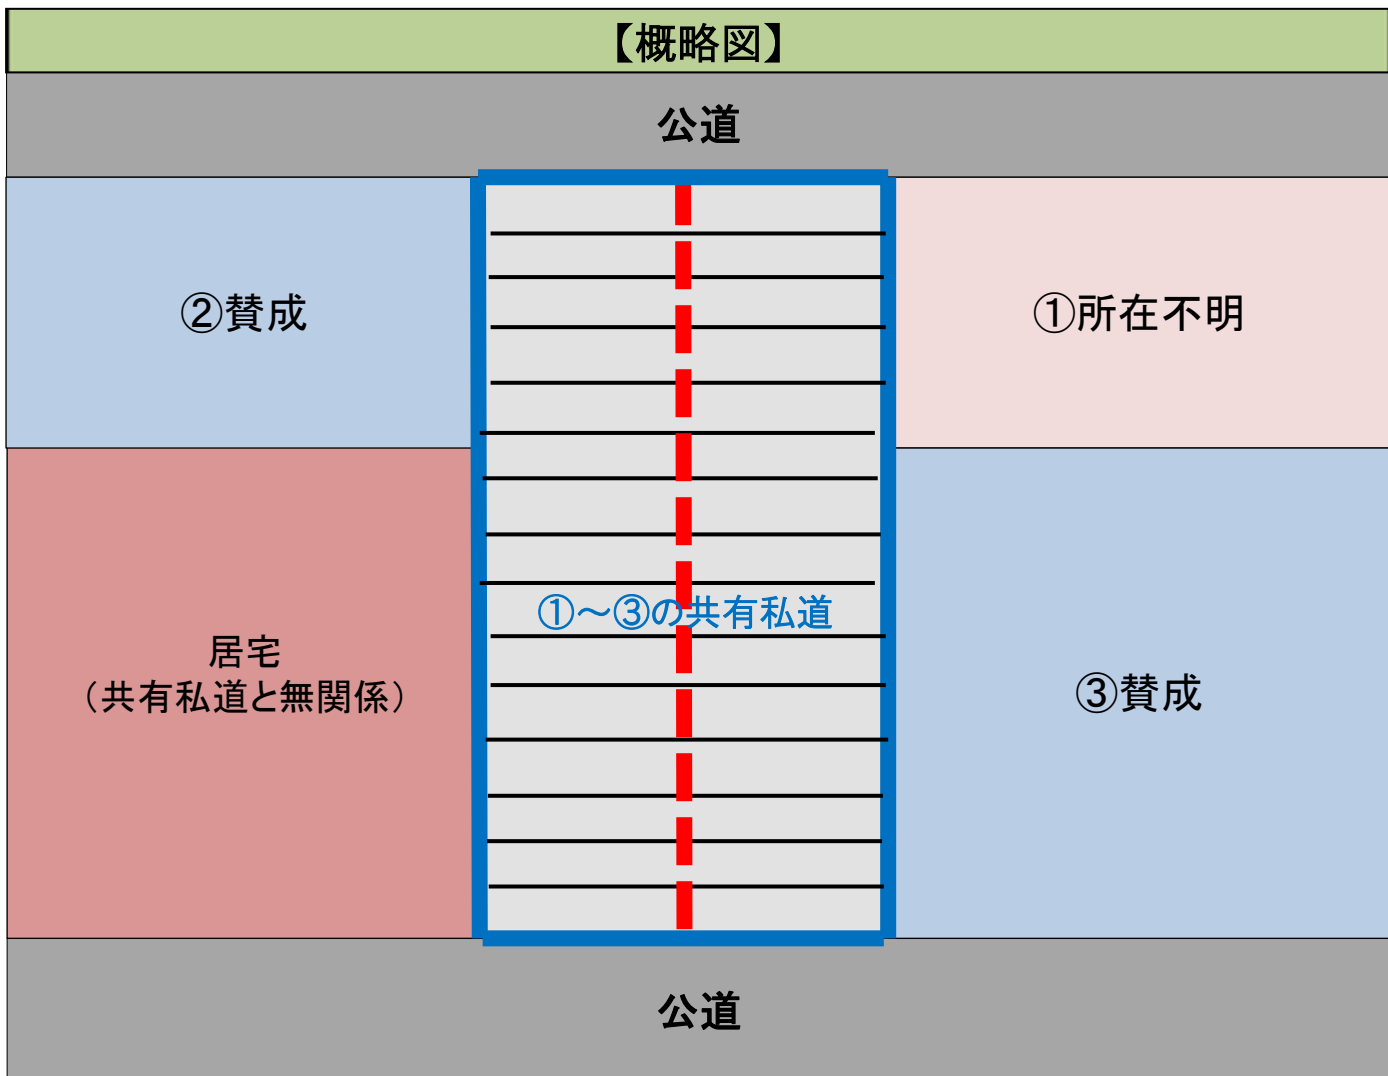 【概略図】
公道
②賛成
①所在不明
①～③の共有私道
居宅
（共有私道と無関係）
③賛成
公道